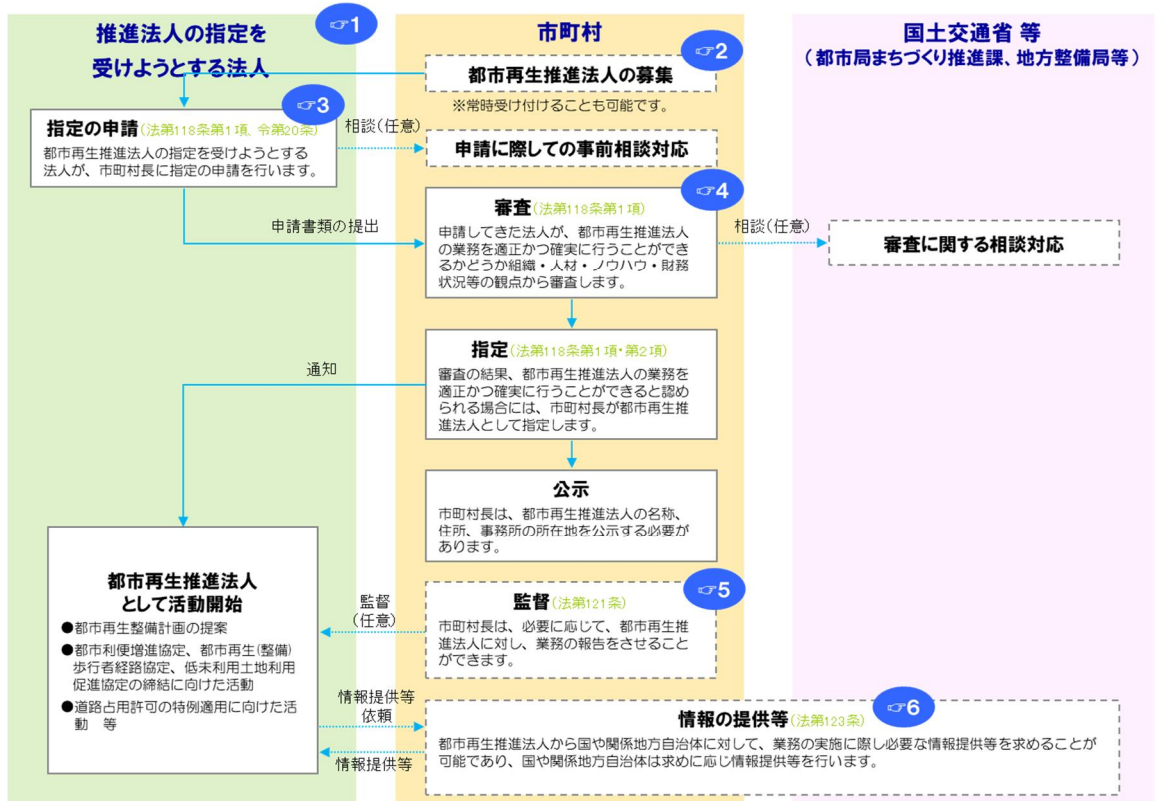 推進法人の指定を
受けようとする法人
☞1
市町村
国土交通省 等
(都市局まちづくり推進課、地方整備局等)
☞2
都市再生推進法人の募集
※常時受け付けることも可能です。
☞3
指定の申請(法第118条第1項、令第20条)
都市再生推進法人の指定を受けようとする
法人が、市町村長に指定の申請を行います。
相談(任意)
申請に際しての事前相談対応
申請書類の提出
☞4
審査(法第118条第1項)
申請してきた法人が、都市再生推進法人
の業務を適正かつ確実に行うことができ
るかどうか組織・人材・ノウハウ・財務
状況等の観点から審査します。
相談(任意)
審査に関する相談対応
指定(法第118条第1項・第2項)
審査の結果、都市再生推進法人の業務を
適正かつ確実に行うことができると認め
られる場合には、市町村長が都市再生推
進法人として指定します。
通知
公示
市町村長は、都市再生推進法人の名称、
住所、事務所の所在地を公示する必要が
あります。
都市再生推進法人
として活動開始
●都市再生整備計画の提案
●都市利便増進協定、都市再生(整備)
歩行者経路協定、低未利用土地利用
促進協定の締結に向けた活動
●道路占用許可の特例適用に向けた活
動 等
監督
(任意)
☞5
監督(法第121条)
市町村長は、必要に応じて、都市再生推
進法人に対し、業務の報告をさせること
ができます。
情報提供等
依頼
情報提供等
☞6
情報の提供等(法第123条)
都市再生推進法人から国や関係地方自治体に対して、業務の実施に際し必要な情報提供等を求めることが
可能であり、国や関係地方自治体は求めに応じ情報提供等を行います。